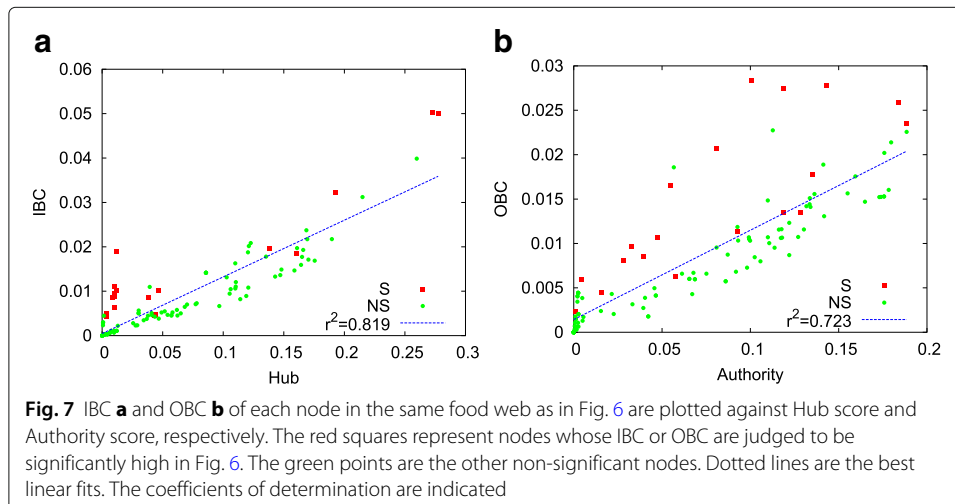 a
0.06
0.05
0.04
0.03
0.02
0.01
0
IBC
0
0.05
0.1
0.15
0.2
0.25
0.3
Hub
S
NS
r²=0.819
b
0.03
0.025
0.02
0.015
0.01
0.005
0
OBC
0
0.05
0.1
0.15
0.2
Authority
S
NS
r²=0.723
Fig. 7 IBC a and OBC b of each node in the same food web as in Fig. 6 are plotted against Hub score and
Authority score, respectively. The red squares represent nodes whose IBC or OBC are judged to be
significantly high in Fig. 6. The green points are the other non-significant nodes. Dotted lines are the best
linear fits. The coefficients of determination are indicated